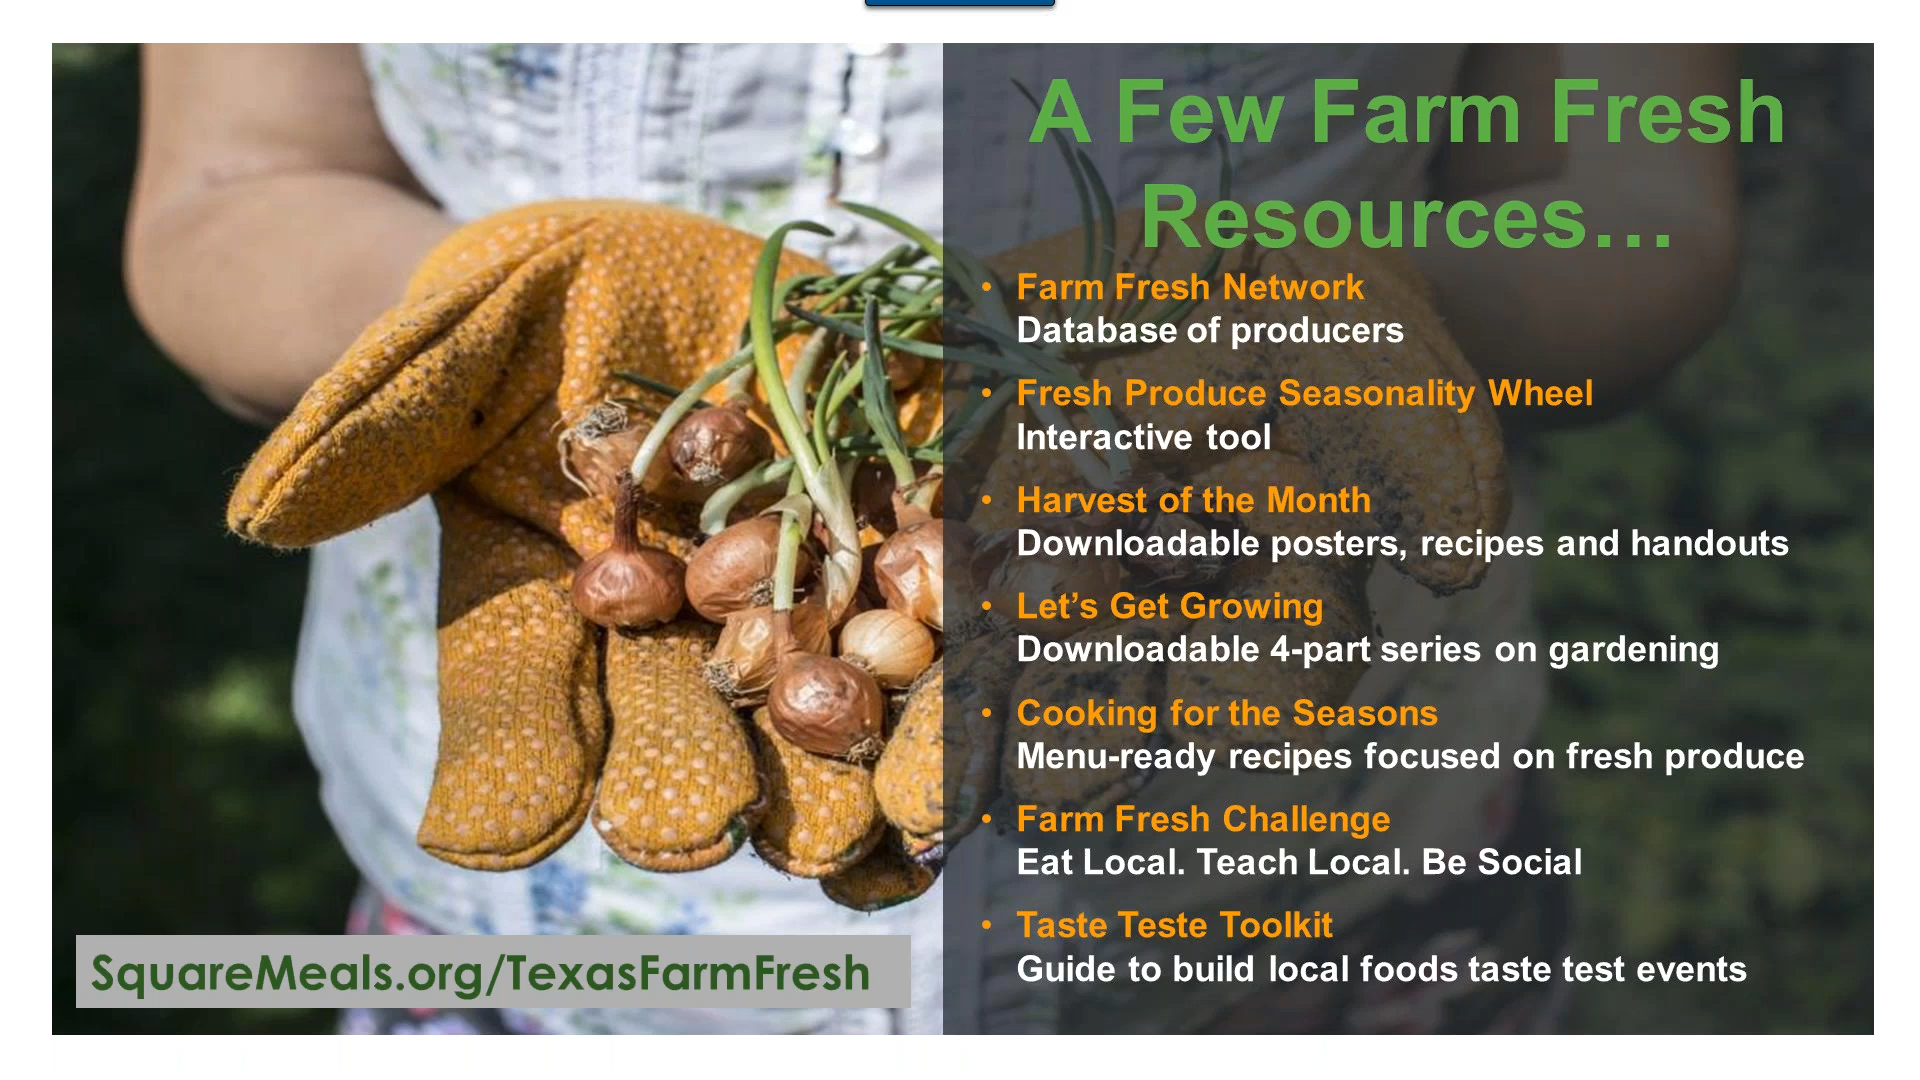 A Few Farm Fresh
Resources…
• Farm Fresh Network
Database of producers
• Fresh Produce Seasonality Wheel
Interactive tool
• Harvest of the Month
Downloadable posters, recipes and handouts
• Let’s Get Growing
Downloadable 4-part series on gardening
• Cooking for the Seasons
Menu-ready recipes focused on fresh produce
• Farm Fresh Challenge
Eat Local. Teach Local. Be Social
• Taste Teste Toolkit
Guide to build local foods taste test events
SquareMeals.org/TexasFarmFresh